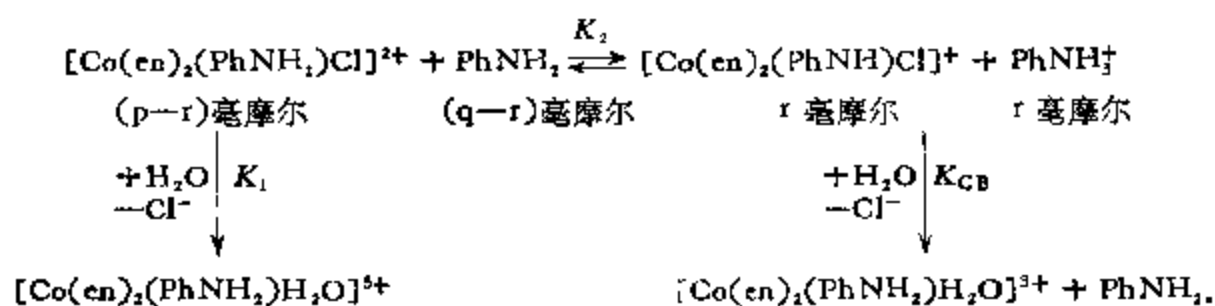 K₂
[Co(en)₂(PhNH₂)Cl]²⁺ + PhNH₂ ⇌ [Co(en)₂(PhNH)Cl]⁺ + PhNH₃⁺
(p—r)毫摩尔 (q—r)毫摩尔 r 毫摩尔 r 毫摩尔
+H₂O K₁ +H₂O K_CB
—Cl⁻ —Cl⁻
[Co(en)₂(PhNH₂)H₂O]⁵⁺ [Co(en)₂(PhNH₂)H₂O]³⁺ + PhNH₂。